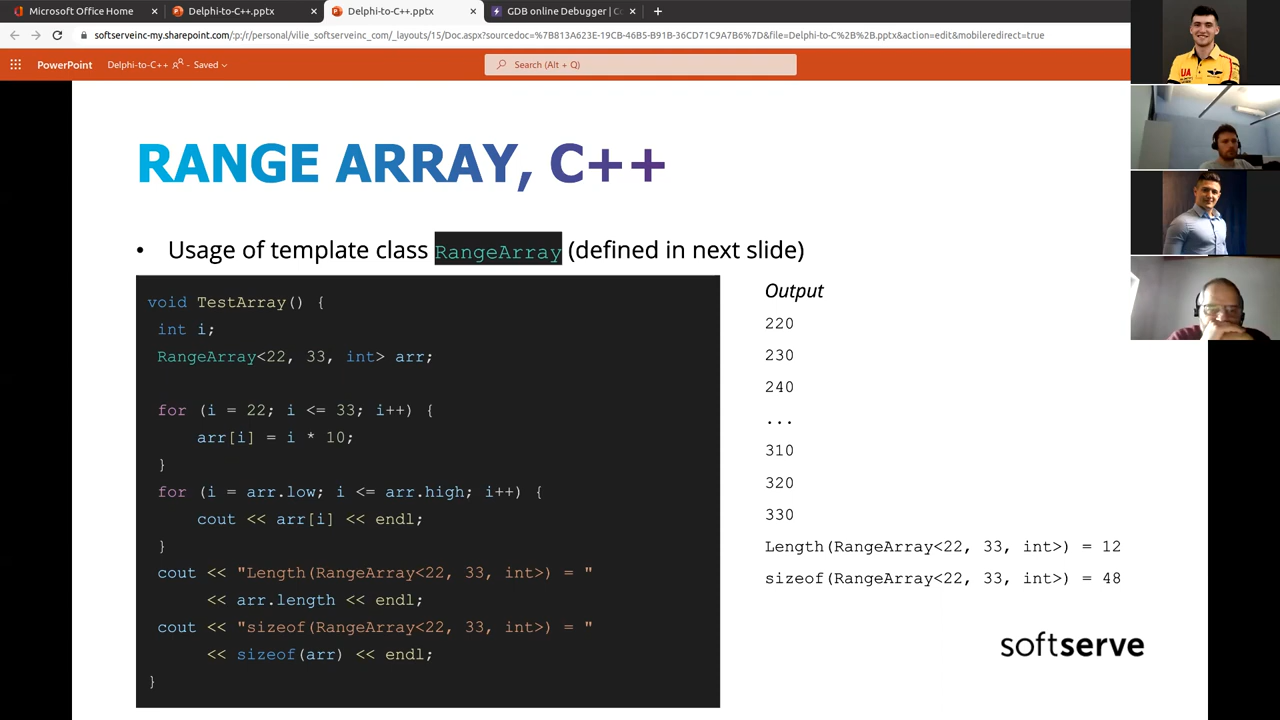 Microsoft Office Home
Delphi-to-C++.pptx
Delphi-to-C++.pptx
GDB online Debugger | Co
softserveinc-my.sharepoint.com/:p:/r/personal/vilie_softserveinc_com/_layouts/15/Doc.aspx?sourcedoc=%7B813A623E-19CB-46B5-B91B-36CD71C9A7B6%7D&file=Delphi-to-C%2B%2B.pptx&action=edit&mobileredirect=true
PowerPoint
Delphi-to-C++ - Saved
Search (Alt + Q)
RANGE ARRAY, C++
• Usage of template class RangeArray (defined in next slide)
void TestArray() {
int i;
RangeArray<22, 33, int> arr;
for (i = 22; i <= 33; i++) {
arr[i] = i * 10;
}
for (i = arr.low; i <= arr.high; i++) {
cout << arr[i] << endl;
}
cout << "Length(RangeArray<22, 33, int>) = "
<< arr.length << endl;
cout << "sizeof(RangeArray<22, 33, int>) = "
<< sizeof(arr) << endl;
}
Output
220
230
240
...
310
320
330
Length(RangeArray<22, 33, int>) = 12
sizeof(RangeArray<22, 33, int>) = 48
softserve
UA